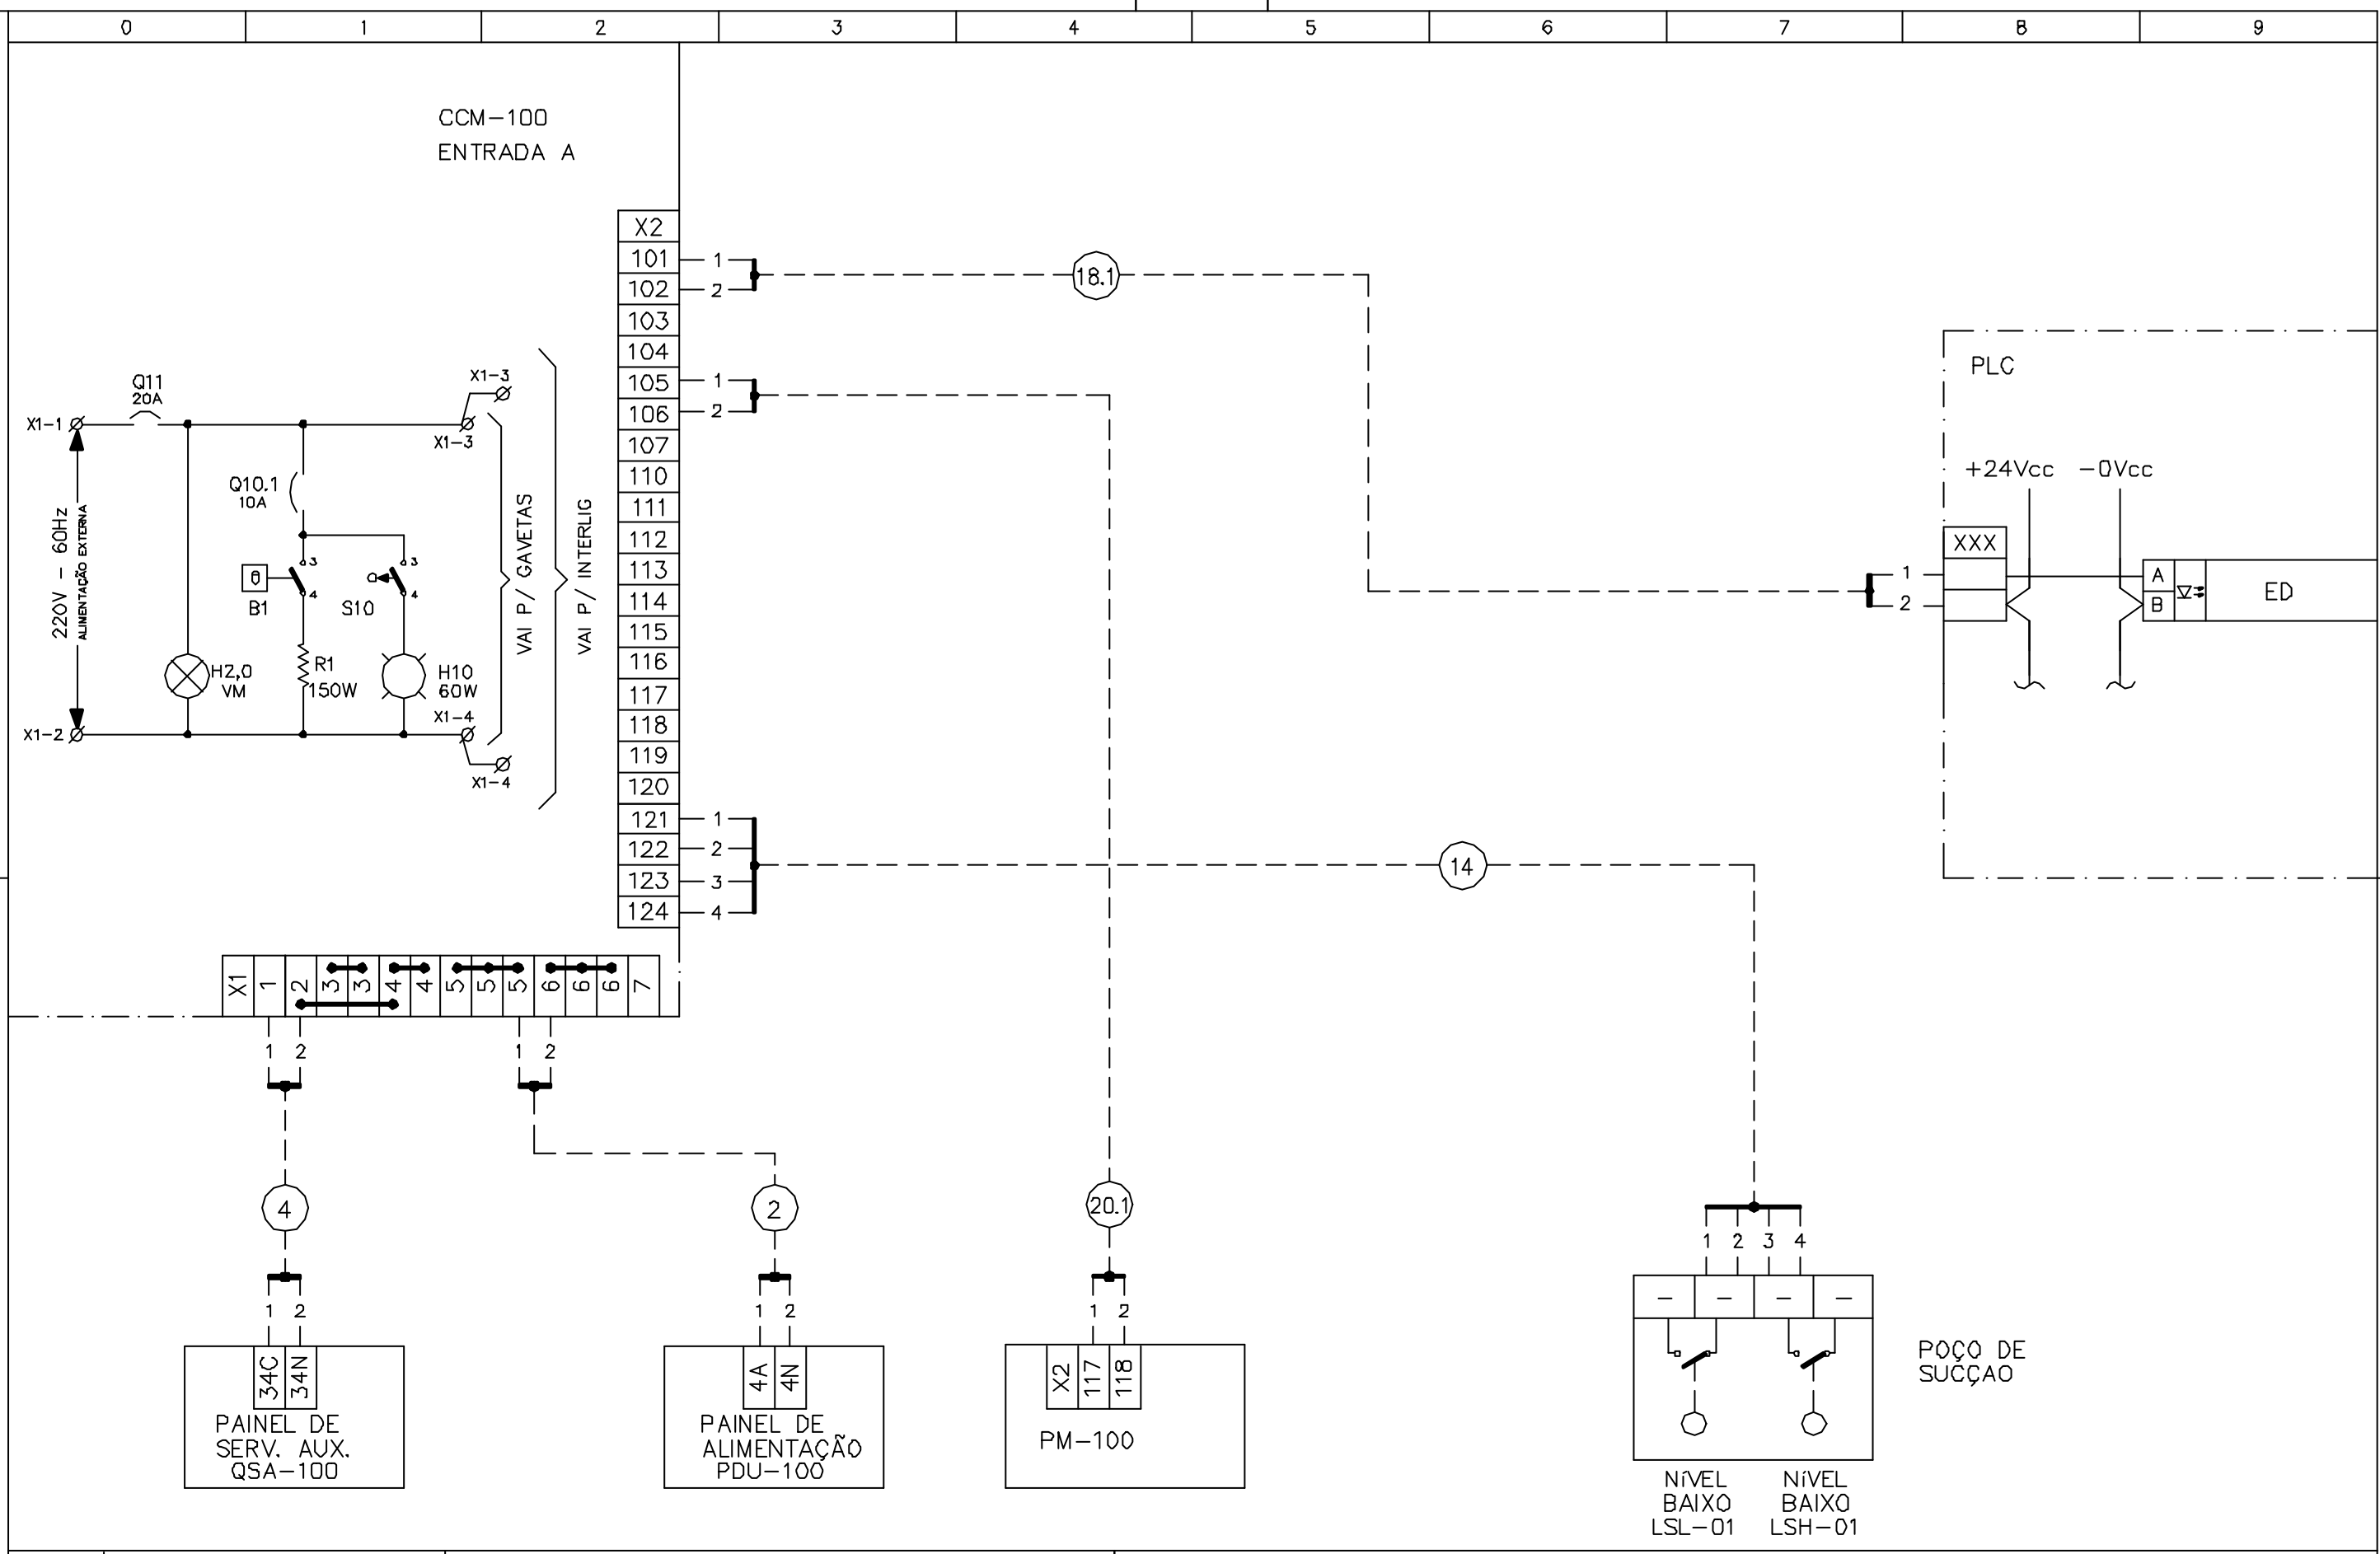 0 1 2 3 4 5 6 7 8 9
CCM-100
ENTRADA A
X2
101 1
102 2
103
104
105 1
106 2
107
110
111
112
113
114
115
116
117
118
119
120
121 1
122 2
123 3
124 4
18.1
14
Q11
20A
X1-1
X1-3
X1-3
Q10.1
10A
220V - 60Hz
ALIMENTAÇÃO EXTERNA
3
4
θ
B1
3
4
S10
H2,0
VM
R1
150W
H10
60W
X1-4
X1-2
X1-4
VAI P/ GAVETAS
VAI P/ INTERLIG
PLC
+24Vcc -0Vcc
XXX
1
2
A
B
ED
X1 1 2 3 3 4 4 5 5 5 6 6 6 7
1 2
1 2
4
2
20.1
1 2
1 2
1 2
1 2 3 4
34C 34N
PAINEL DE
SERV. AUX.
QSA-100
4A 4N
PAINEL DE
ALIMENTAÇÃO
PDU-100
X2 117 118
PM-100
- - - -
POÇO DE
SUCÇAO
NíVEL
BAIXO
LSL-01
NíVEL
BAIXO
LSH-01